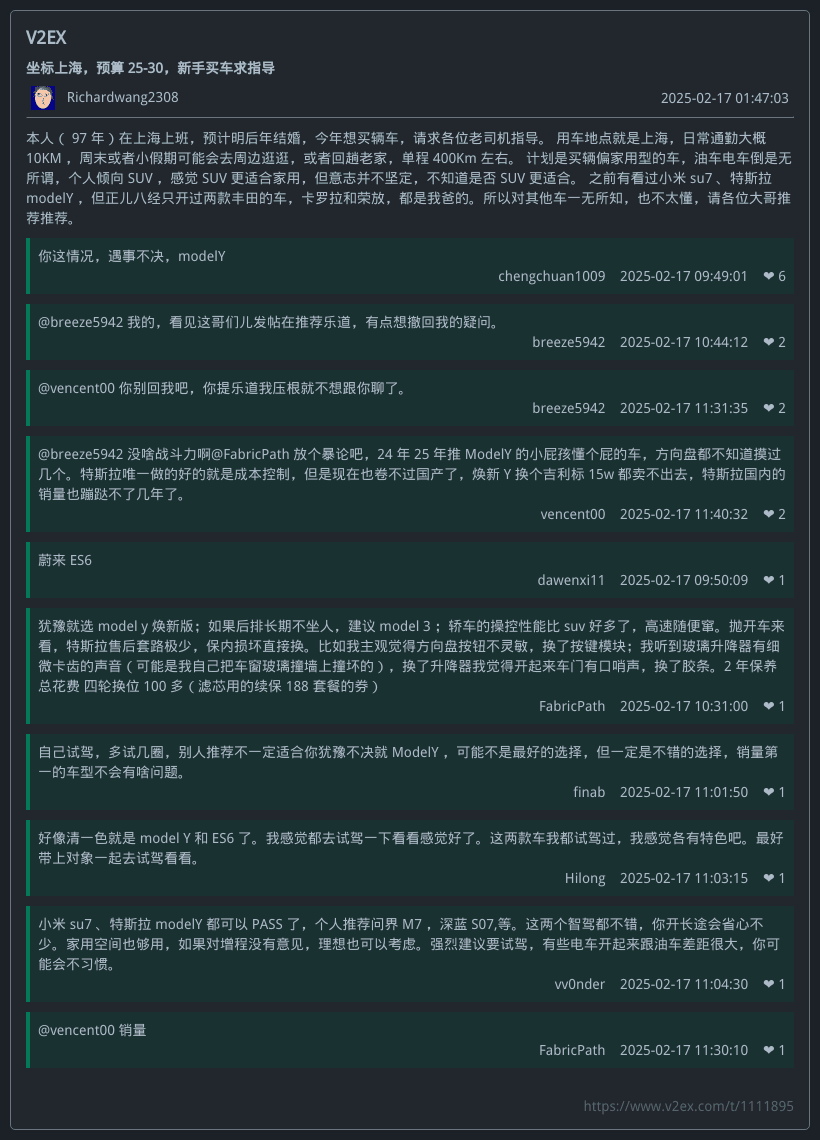 V2EX
坐标上海，预算 25-30，新手买车求指导
Richardwang2308 2025-02-17 01:47:03
本人（ 97 年）在上海上班，预计明后年结婚，今年想买辆车，请求各位老司机指导。 用车地点就是上海，日常通勤大概
10KM ，周末或者小假期可能会去周边逛逛，或者回趟老家，单程 400Km 左右。 计划是买辆偏家用型的车，油车电车倒是无
所谓，个人倾向 SUV ，感觉 SUV 更适合家用，但意志并不坚定，不知道是否 SUV 更适合。 之前有看过小米 su7 、特斯拉
modelY ，但正儿八经只开过两款丰田的车，卡罗拉和荣放，都是我爸的。所以对其他车一无所知，也不太懂，请各位大哥推
荐推荐。
你这情况，遇事不决，modelY
chengchuan1009 2025-02-17 09:49:01 ❤ 6
@breeze5942 我的，看见这哥们儿发帖在推荐乐道，有点想撤回我的疑问。
breeze5942 2025-02-17 10:44:12 ❤ 2
@vencent00 你别回我吧，你提乐道我压根就不想跟你聊了。
breeze5942 2025-02-17 11:31:35 ❤ 2
@breeze5942 没啥战斗力啊@FabricPath 放个暴论吧，24 年 25 年推 ModelY 的小屁孩懂个屁的车，方向盘都不知道摸过
几个。特斯拉唯一做的好的就是成本控制，但是现在也卷不过国产了，焕新 Y 换个吉利标 15w 都卖不出去，特斯拉国内的
销量也蹦跶不了几年了。
vencent00 2025-02-17 11:40:32 ❤ 2
蔚来 ES6
dawenxi11 2025-02-17 09:50:09 ❤ 1
犹豫就选 model y 焕新版；如果后排长期不坐人，建议 model 3 ；轿车的操控性能比 suv 好多了，高速随便窜。抛开车来
看，特斯拉售后套路极少，保内损坏直接换。比如我主观觉得方向盘按钮不灵敏，换了按键模块；我听到玻璃升降器有细
微卡齿的声音（可能是我自己把车窗玻璃撞墙上撞坏的），换了升降器我觉得开起来车门有口哨声，换了胶条。2 年保养
总花费 四轮换位 100 多（滤芯用的续保 188 套餐的券）
FabricPath 2025-02-17 10:31:00 ❤ 1
自己试驾，多试几圈，别人推荐不一定适合你犹豫不决就 ModelY ，可能不是最好的选择，但一定是不错的选择，销量第
一的车型不会有啥问题。
finab 2025-02-17 11:01:50 ❤ 1
好像清一色就是 model Y 和 ES6 了。我感觉都去试驾一下看看感觉好了。这两款车我都试驾过，我感觉各有特色吧。最好
带上对象一起去试驾看看。
Hilong 2025-02-17 11:03:15 ❤ 1
小米 su7 、特斯拉 modelY 都可以 PASS 了，个人推荐问界 M7 ，深蓝 S07,等。这两个智驾都不错，你开长途会省心不
少。家用空间也够用，如果对增程没有意见，理想也可以考虑。强烈建议要试驾，有些电车开起来跟油车差距很大，你可
能会不习惯。
vv0nder 2025-02-17 11:04:30 ❤ 1
@vencent00 销量
FabricPath 2025-02-17 11:30:10 ❤ 1
https://www.v2ex.com/t/1111895